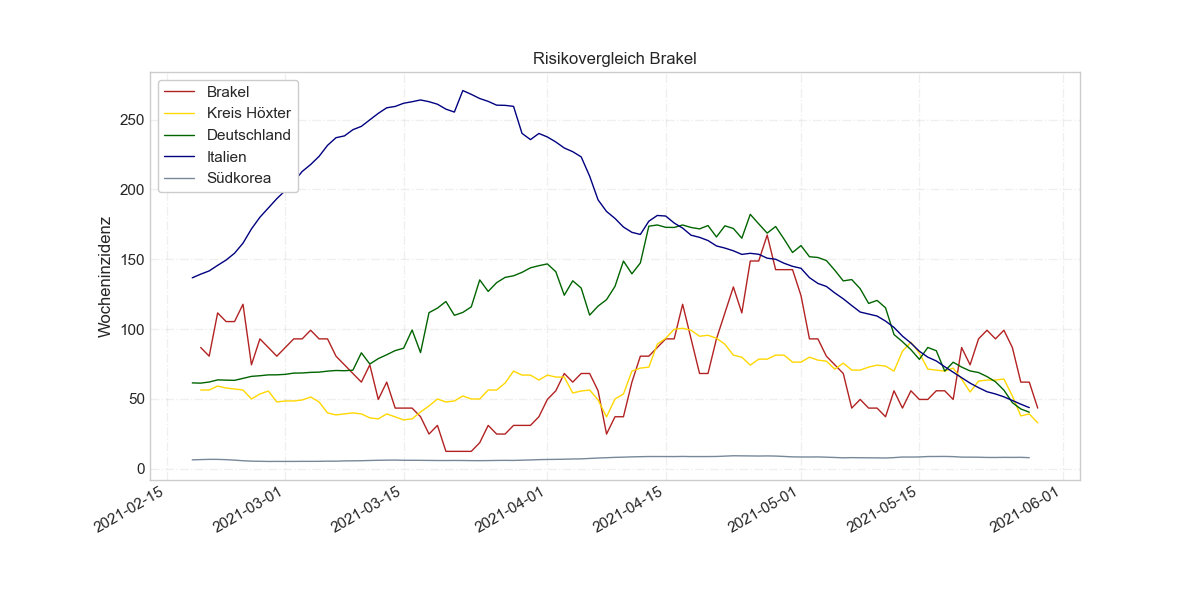 Risikovergleich Brakel
Brakel
Kreis Höxter
Deutschland
Italien
Südkorea
Wocheninzidenz
250
200
150
100
50
0
2021-02-15
2021-03-01
2021-03-15
2021-04-01
2021-04-15
2021-05-01
2021-05-15
2021-06-01